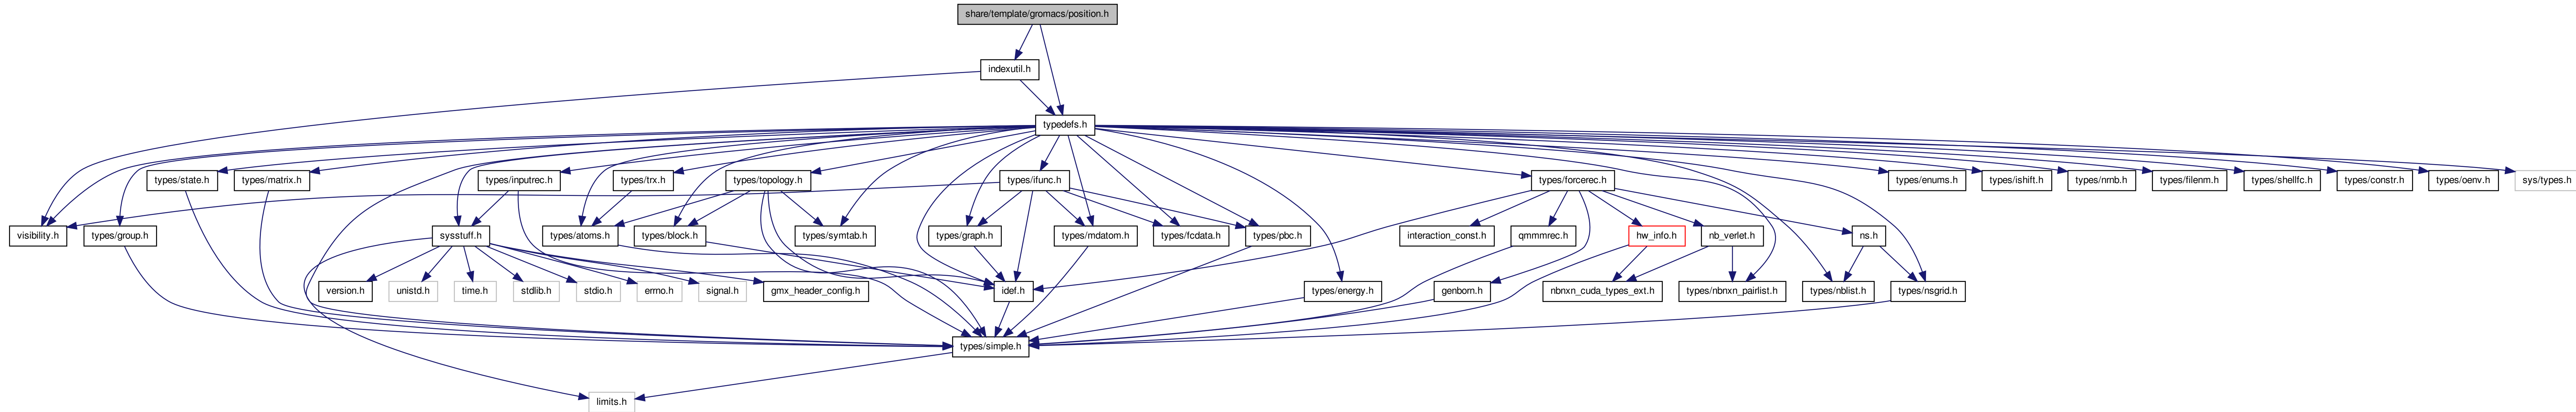 share/template/gromacs/position.h
indexutil.h
typedefs.h
types/state.h
types/matrix.h
types/inputrec.h
types/trx.h
types/topology.h
types/ifunc.h
types/forcerec.h
types/enums.h
types/ishift.h
types/nrnb.h
types/filenm.h
types/shellfc.h
types/constr.h
types/oenv.h
sys/types.h
visibility.h
types/group.h
sysstuff.h
types/atoms.h
types/block.h
types/symtab.h
types/graph.h
types/mdatom.h
types/fcdata.h
types/pbc.h
interaction_const.h
qmmmrec.h
hw_info.h
nb_verlet.h
ns.h
version.h
unistd.h
time.h
stdlib.h
stdio.h
errno.h
signal.h
gmx_header_config.h
idef.h
types/energy.h
genborn.h
nbnxn_cuda_types_ext.h
types/nbnxn_pairlist.h
types/nblist.h
types/nsgrid.h
types/simple.h
limits.h